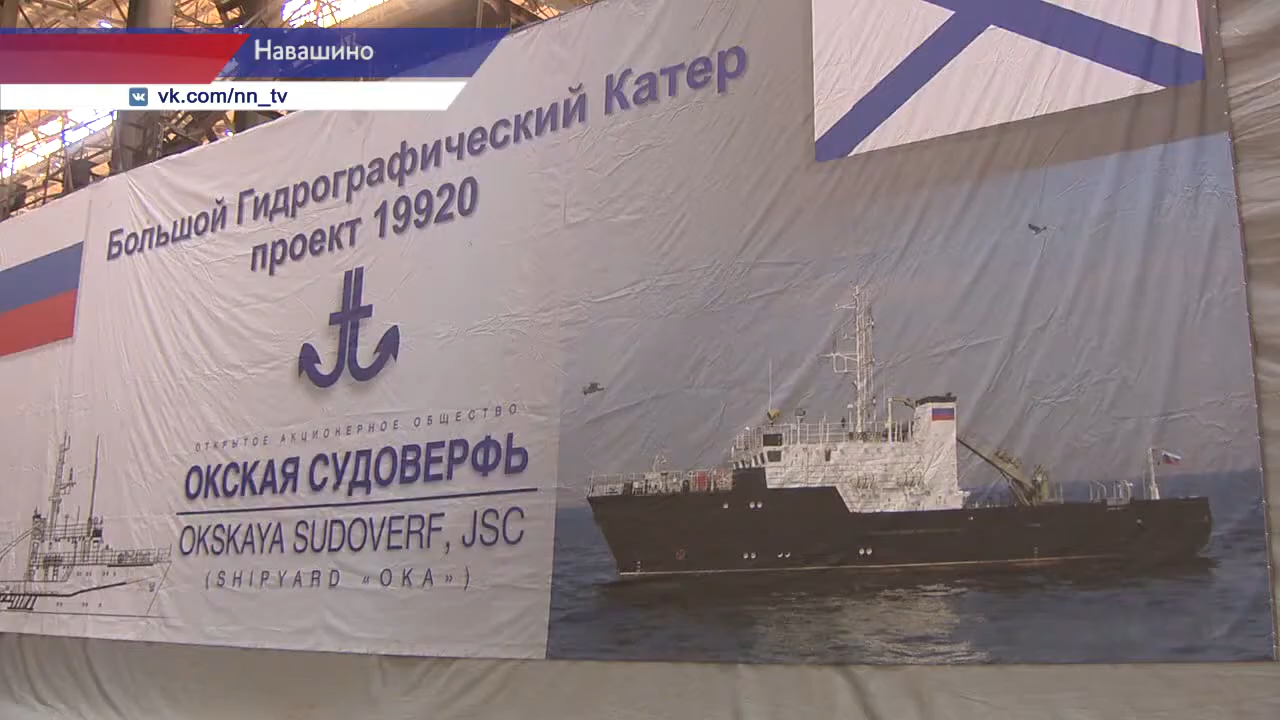 Навашино
vk.com/nn_tv
Большой Гидрографический Катер
проект 19920
ОТКРЫТОЕ АКЦИОНЕРНОЕ ОБЩЕСТВО
ОКСКАЯ СУДОВЕРФЬ
OKSKAYA SUDOVERF, JSC
(SHIPYARD «OKA»)